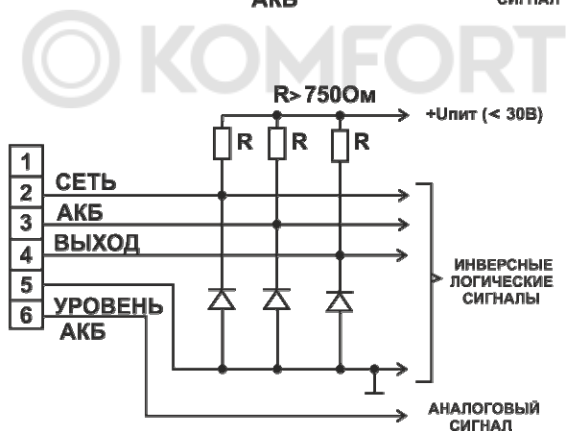 АКБ
СИГНАЛ
KOMFORT
R>750Ом
+Uпит (< 30В)
R
R
R
1
2
3
4
5
6
СЕТЬ
АКБ
ВЫХОД
УРОВЕНЬ
АКБ
ИНВЕРСНЫЕ
ЛОГИЧЕСКИЕ
СИГНАЛЫ
АНАЛОГОВЫЙ
СИГНАЛ